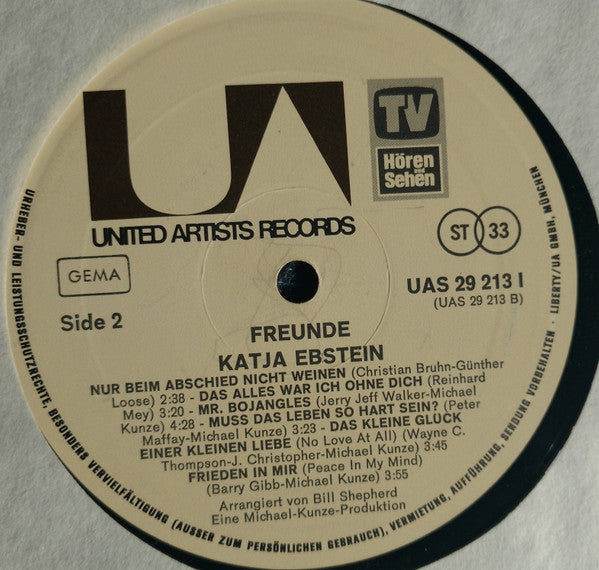 UA
TV
Hören
und
Sehen
UNITED ARTISTS RECORDS
GEMA
ST 33
UAS 29 213 I
(UAS 29 213 B)
Side 2
FREUNDE
KATJA EBSTEIN
NUR BEIM ABSCHIED NICHT WEINEN (Christian Bruhn-Günther
Loose) 2:38 - DAS ALLES WAR ICH OHNE DICH (Reinhard
Mey) 3:20 - MR. BOJANGLES (Jerry Jeff Walker-Michael
Kunze) 4:28 - MUSS DAS LEBEN SO HART SEIN? (Peter
Maffay-Michael Kunze) 3:23 - DAS KLEINE GLÜCK
EINER KLEINEN LIEBE (No Love At All) (Wayne C.
Thompson-J. Christopher-Michael Kunze) 3:45
FRIEDEN IN MIR (Peace In My Mind)
(Barry Gibb-Michael Kunze) 3:55
Arrangiert von Bill Shepherd
Eine Michael-Kunze-Produktion
URHEBER- UND LEISTUNGSSCHUTZRECHTE, BESONDERS VERVIELFÄLTIGUNG (AUSSER ZUM PERSÖNLICHEN GEBRAUCH), VERMIETUNG, AUFFÜHRUNG, SENDUNG VORBEHALTEN · LIBERTY/UA GMBH, MÜNCHEN